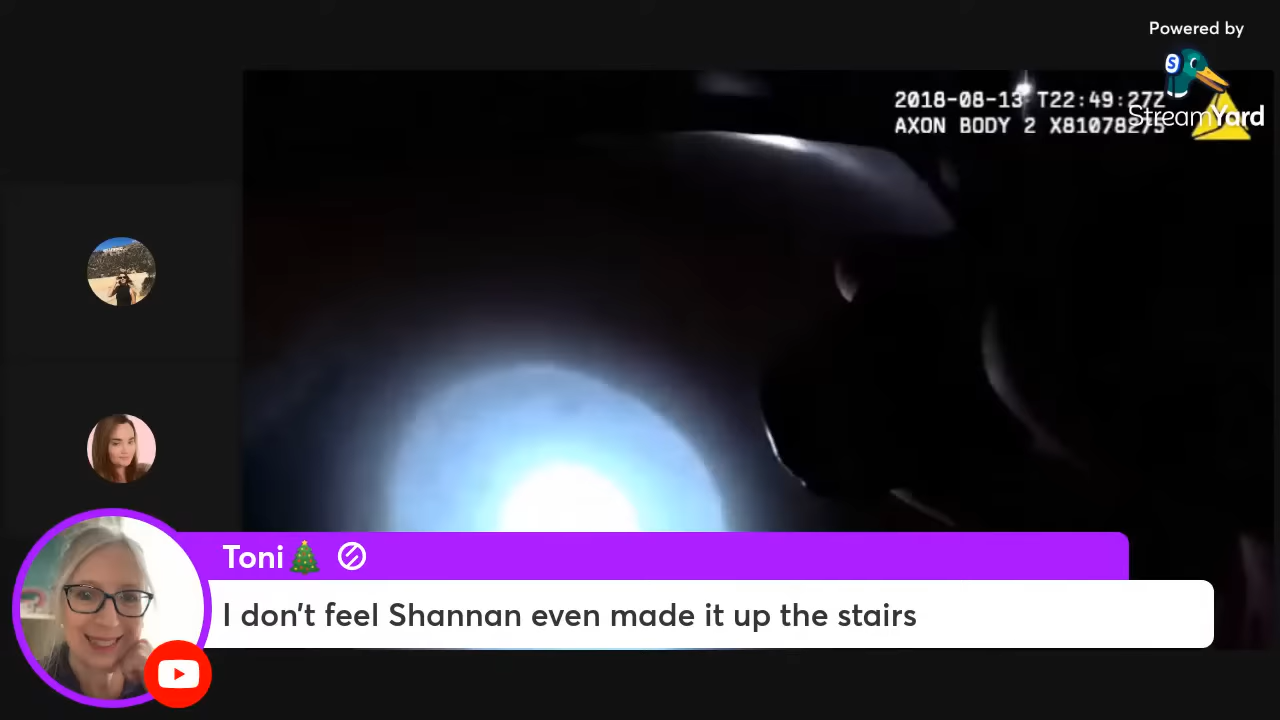 Powered by
StreamYard
2018-08-13 T22:49:27Z
AXON BODY 2 X81078275
Toni🎄
I don't feel Shannan even made it up the stairs